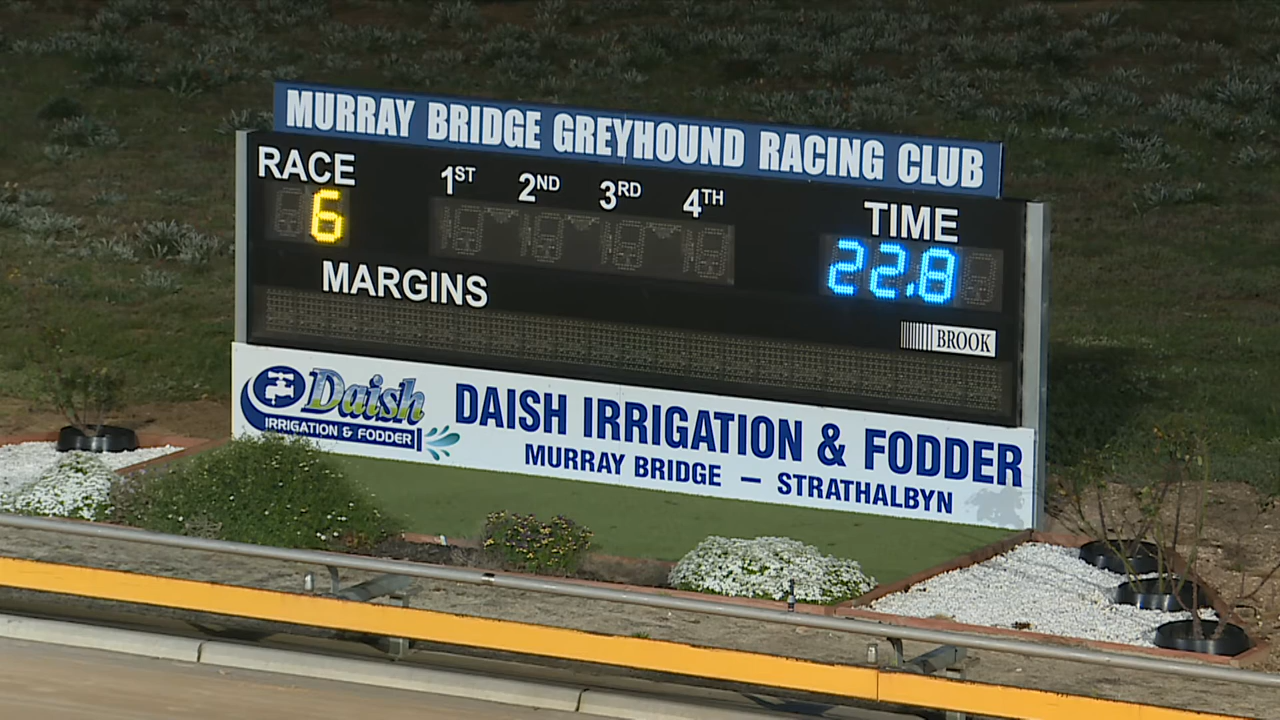 MURRAY BRIDGE GREYHOUND RACING CLUB
RACE 1ST 2ND 3RD 4TH TIME
6 22.8
MARGINS
BROOK
Daish
IRRIGATION & FODDER
DAISH IRRIGATION & FODDER
MURRAY BRIDGE – STRATHALBYN